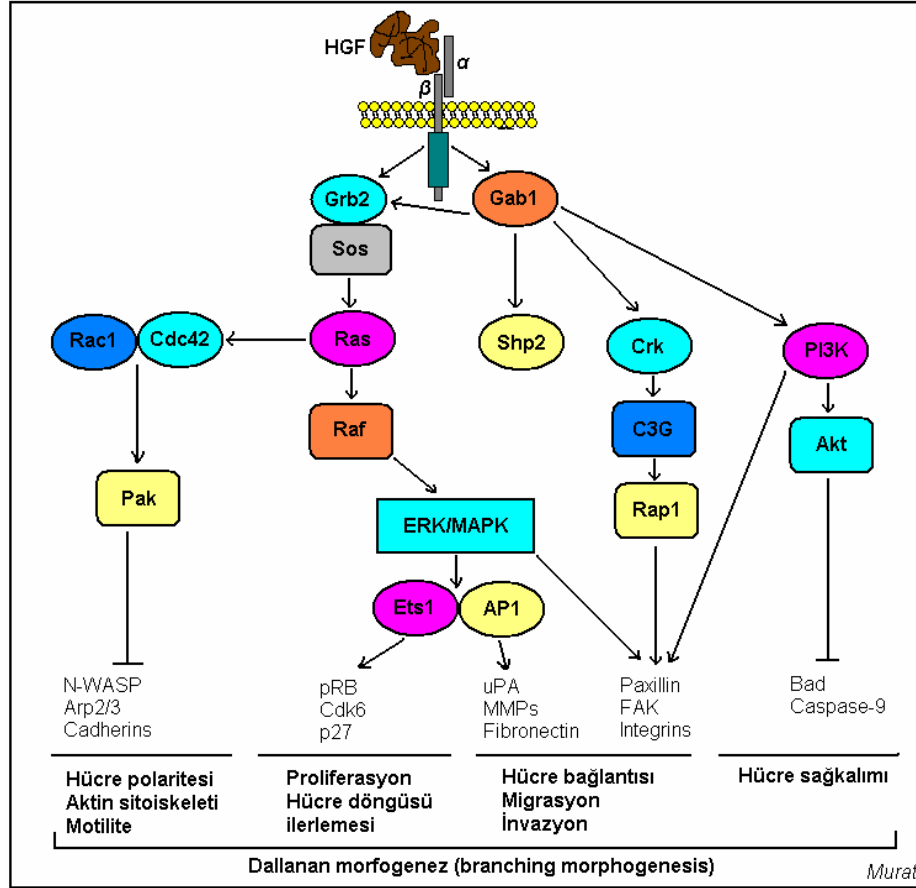 HGF
α
β
Grb2
Gab1
Sos
Rac1
Cdc42
Ras
Shp2
Crk
PI3K
Raf
C3G
Akt
Pak
ERK/MAPK
Rap1
Ets1
AP1
N-WASP
Arp2/3
Cadherins
pRB
Cdk6
p27
uPA
MMPs
Fibronectin
Paxillin
FAK
Integrins
Bad
Caspase-9
Hücre polaritesi
Aktin sitoiskeleti
Motilite
Proliferasyon
Hücre döngüsü
ilerlemesi
Hücre bağlantısı
Migrasyon
İnvazyon
Hücre sağkalımı
Dallanan morfogenez (branching morphogenesis)
Murat